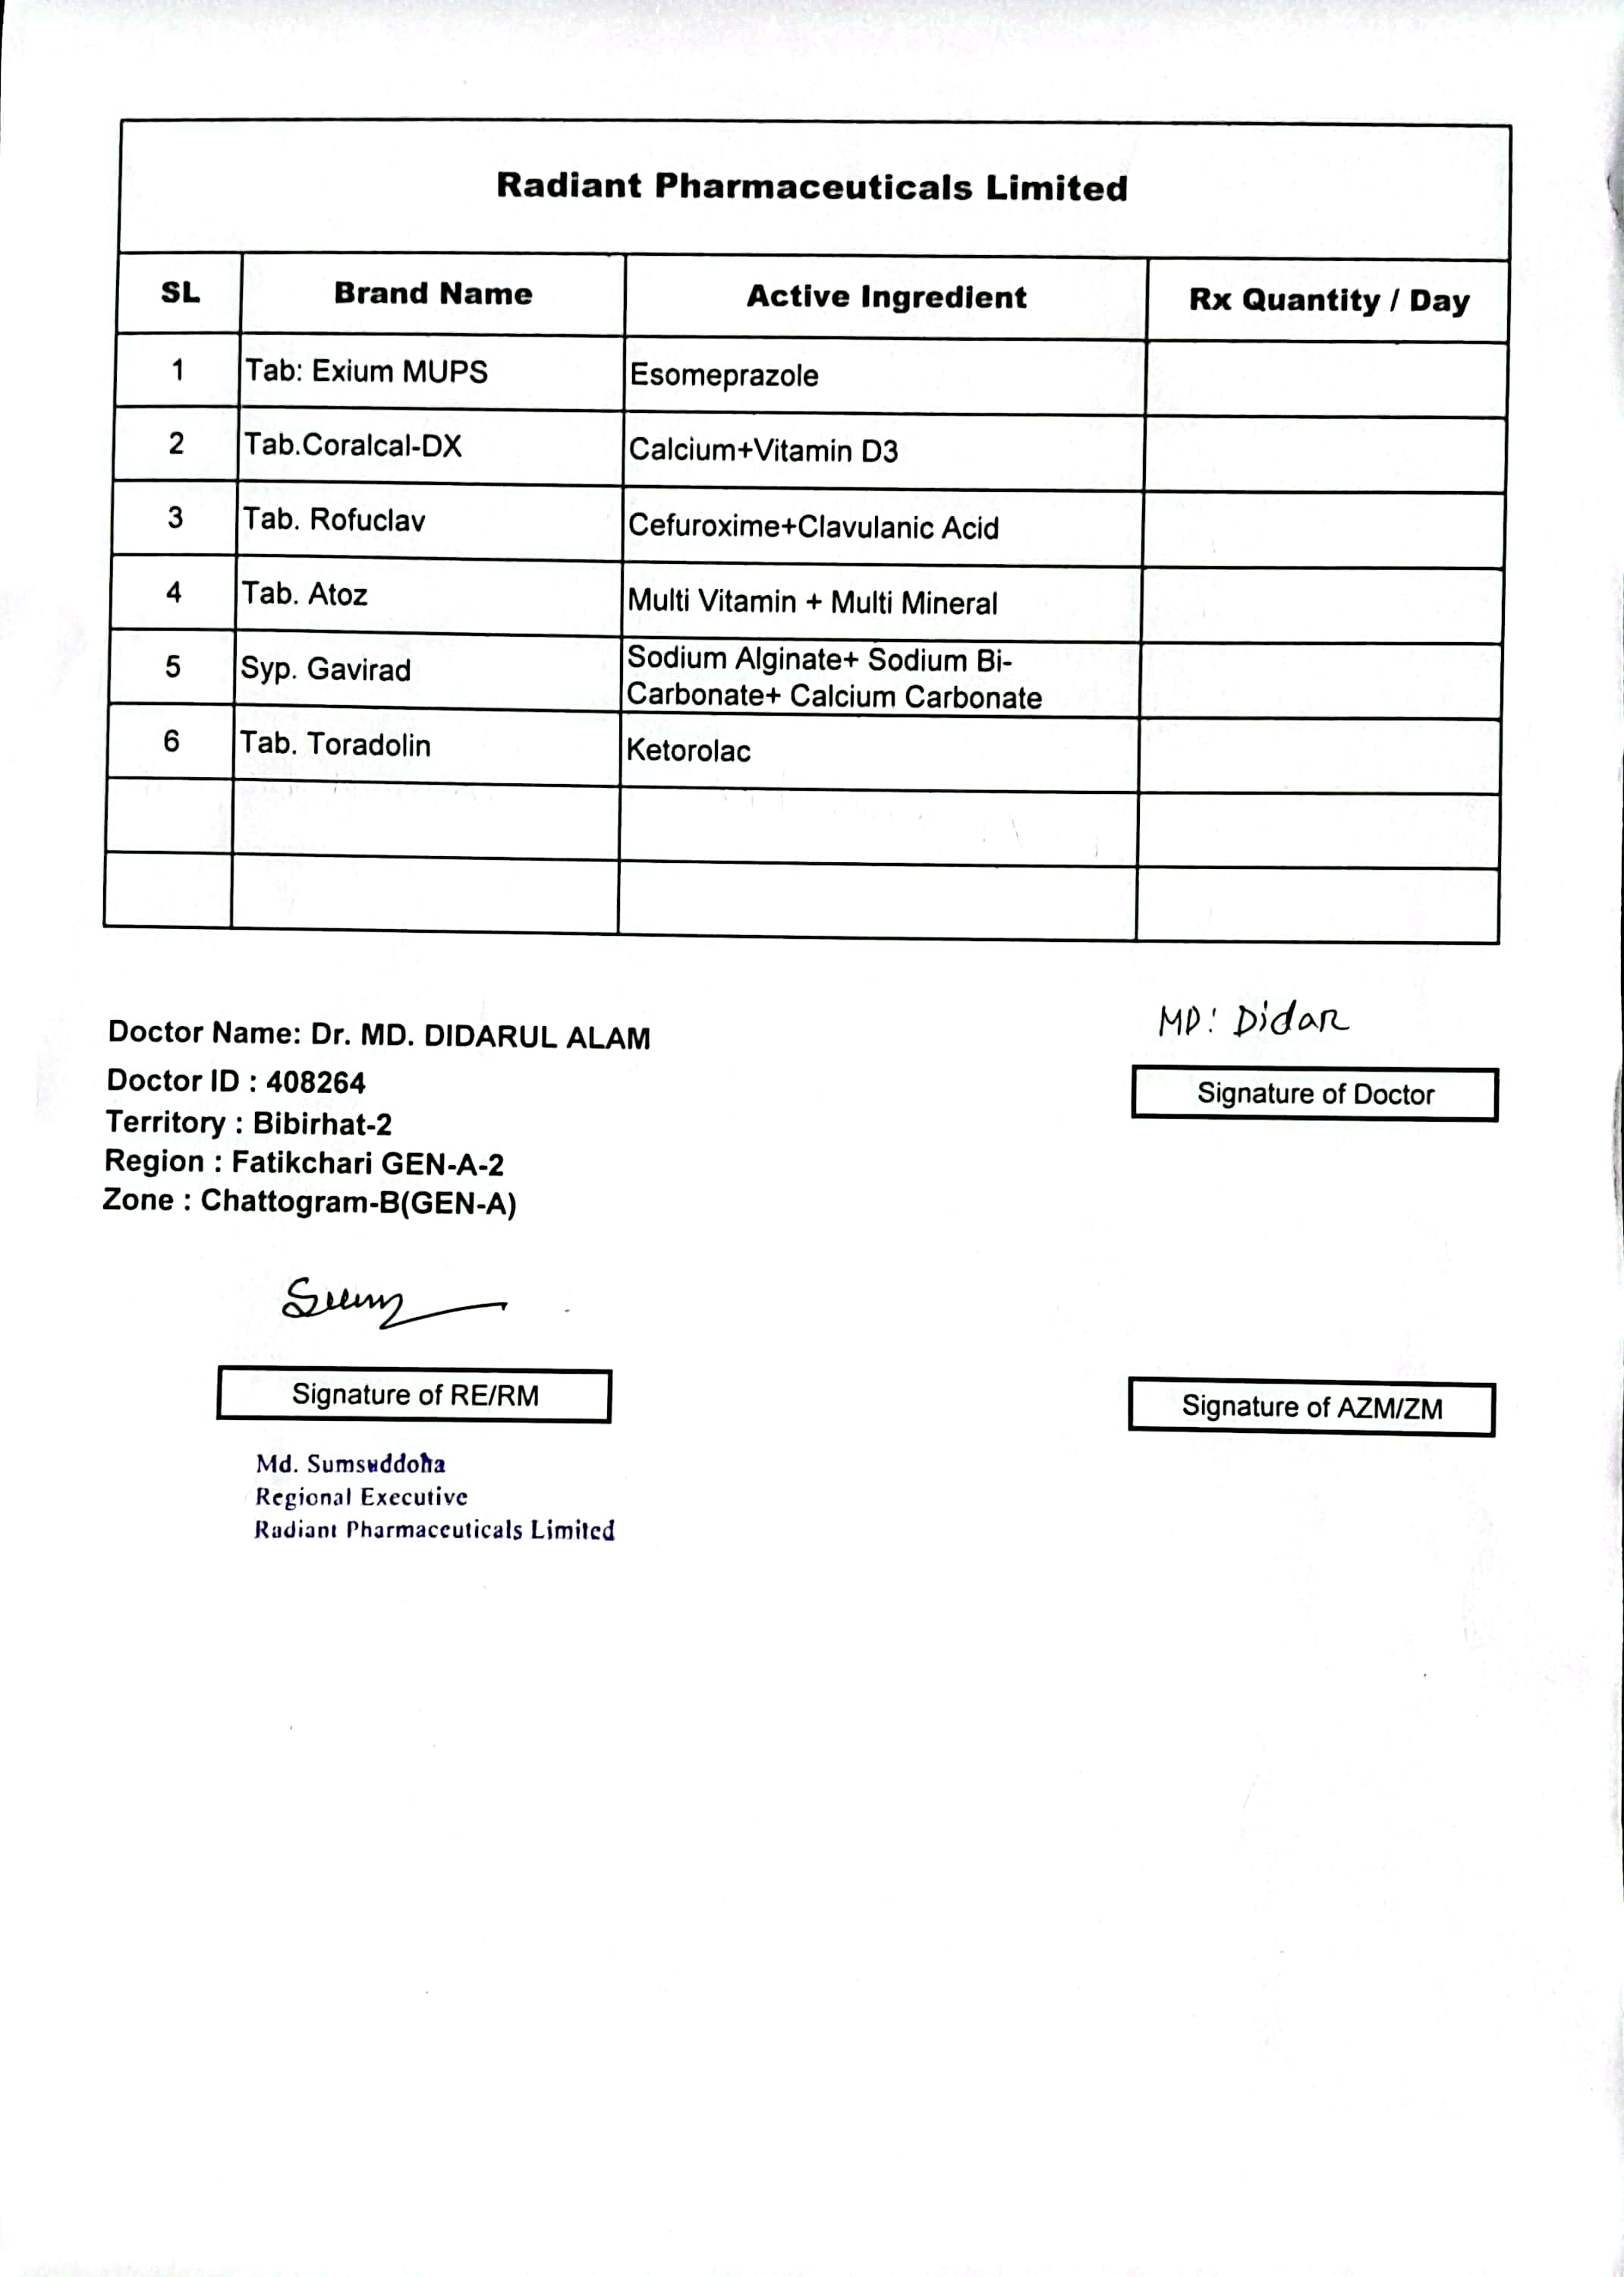 Radiant Pharmaceuticals Limited
SL Brand Name Active Ingredient Rx Quantity / Day
1 Tab: Exium MUPS Esomeprazole
2 Tab.Coralcal-DX Calcium+Vitamin D3
3 Tab. Rofuclav Cefuroxime+Clavulanic Acid
4 Tab. Atoz Multi Vitamin + Multi Mineral
5 Syp. Gavirad Sodium Alginate+ Sodium Bi-
Carbonate+ Calcium Carbonate
6 Tab. Toradolin Ketorolac
MD: Didar
Doctor Name: Dr. MD. DIDARUL ALAM
Doctor ID : 408264
Signature of Doctor
Territory : Bibirhat-2
Region : Fatikchari GEN-A-2
Zone : Chattogram-B(GEN-A)
Signature of RE/RM
Signature of AZM/ZM
Md. Sumsuddoha
Regional Executive
Radiant Pharmaceuticals Limited